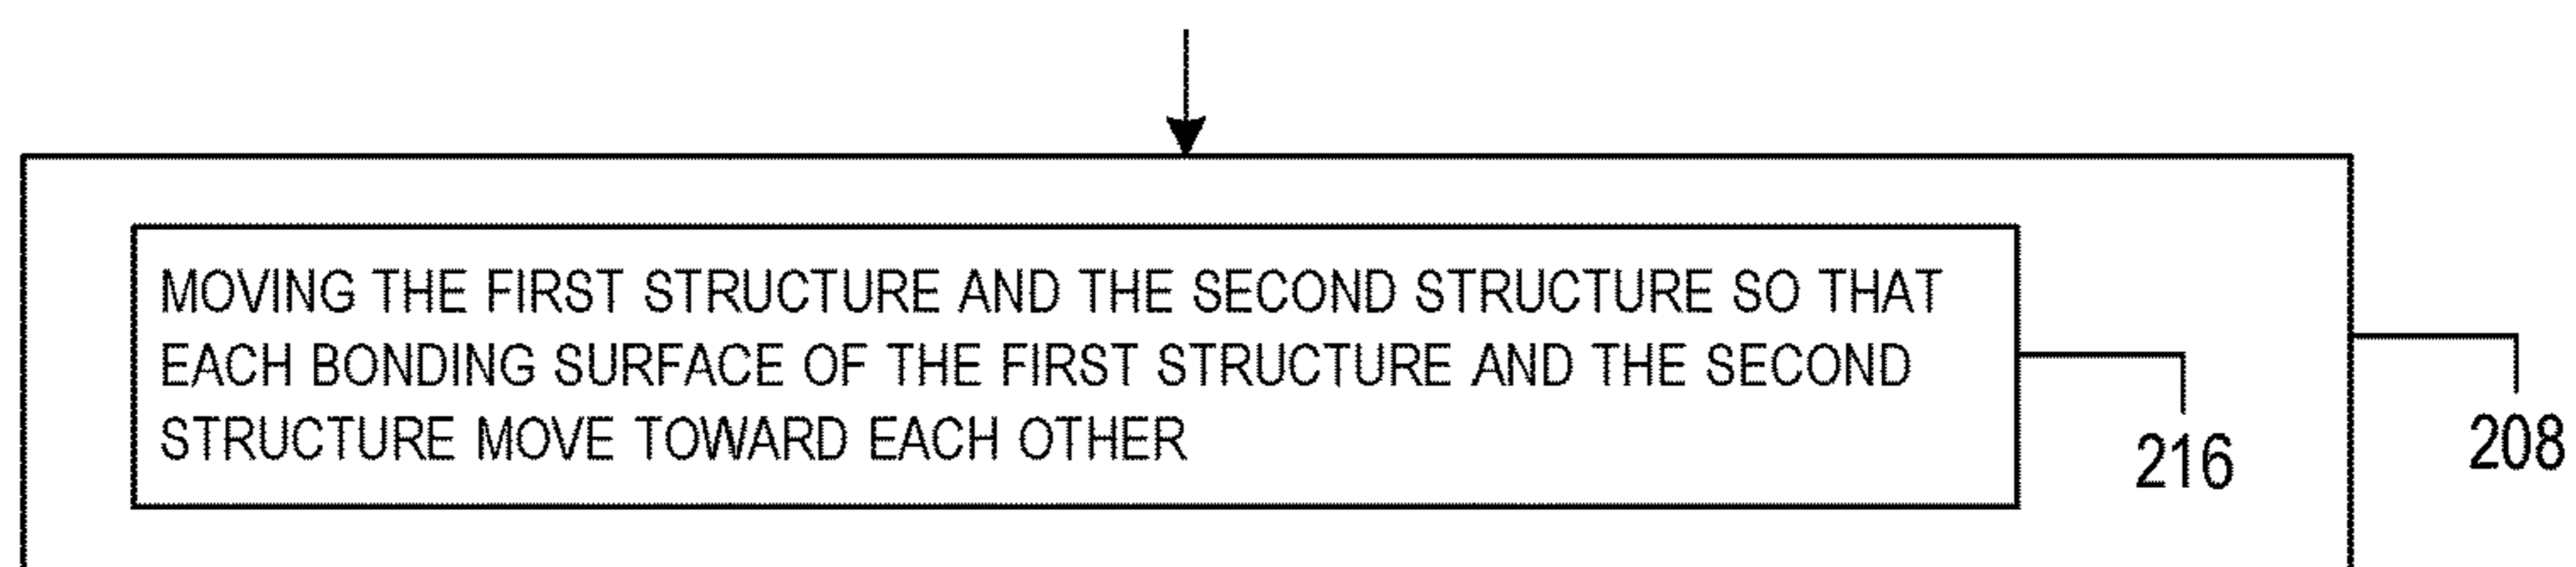 MOVING THE FIRST STRUCTURE AND THE SECOND STRUCTURE SO THAT
EACH BONDING SURFACE OF THE FIRST STRUCTURE AND THE SECOND
STRUCTURE MOVE TOWARD EACH OTHER
216
208